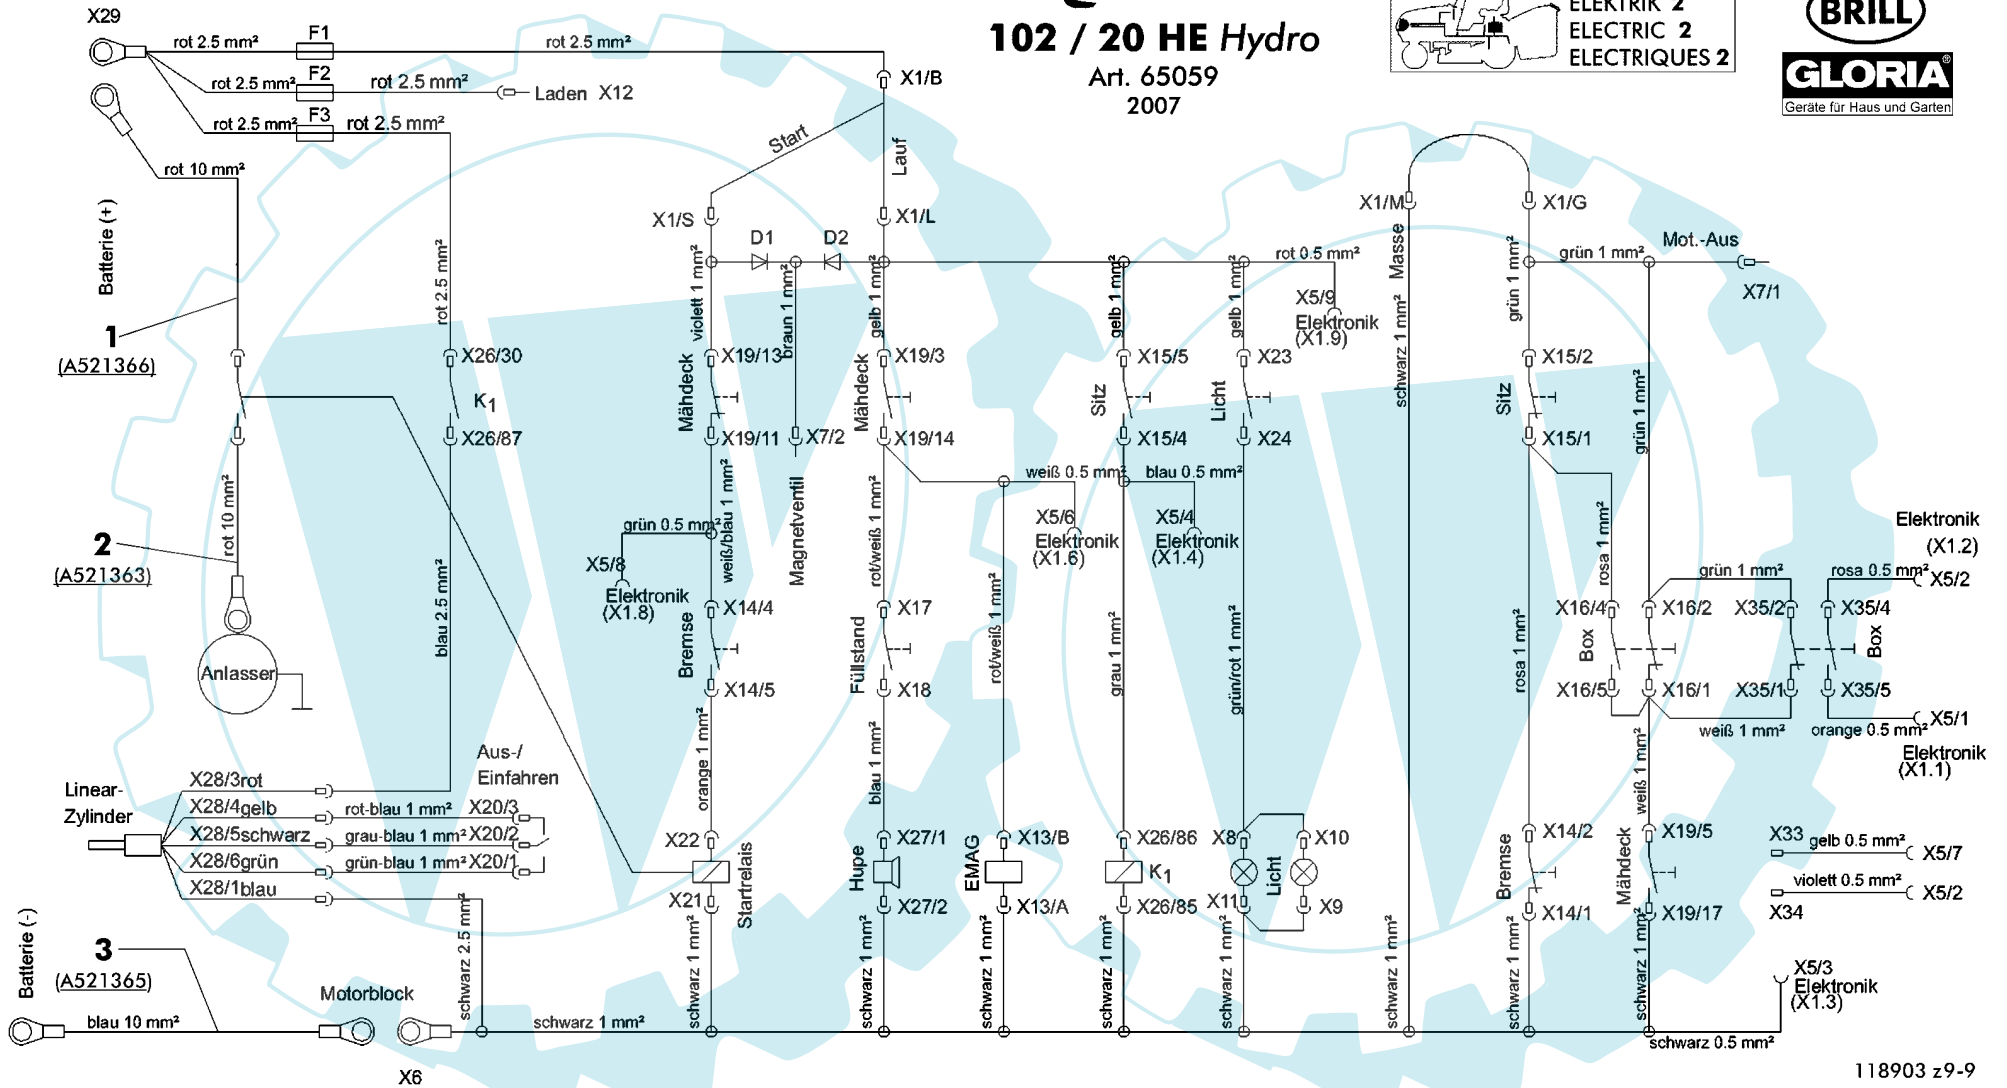 X29
rot 2.5 mm²
F1
rot 2.5 mm²
rot 2.5 mm²
F2
rot 2.5 mm²
Laden X12
rot 2.5 mm²
F3
rot 2.5 mm²
X1/B
102 / 20 HE Hydro
Art. 65059
2007
ELEKTRIK 2
ELECTRIC 2
ELECTRIQUES 2
BRILL
GLORIA®
Geräte für Haus und Garten
rot 10 mm²
Batterie (+)
1
(A521366)
2
(A521363)
rot 10 mm²
Anlasser
rot 2.5 mm²
X26/30
K1
X26/87
blau 2.5 mm²
Start
Lauf
X1/S
X1/L
D1
D2
violett 1 mm²
braun 1 mm²
gelb 1 mm²
Mähdeck
X19/13
X19/11
X7/2
Magnetventil
Mähdeck
X19/3
X19/14
weiß/blau 1 mm²
grün 0.5 mm²
X5/8
Elektronik
(X1.8)
Bremse
X14/4
X14/5
orange 1 mm²
X22
X21
Startrelais
schwarz 1 mm²
rot/weiß 1 mm²
Füllstand
X17
X18
blau 1 mm²
X27/1
Hupe
X27/2
schwarz 1 mm²
weiß 0.5 mm²
X5/6
Elektronik
(X1.6)
rot/weiß 1 mm²
EMAG
X13/B
X13/A
schwarz 1 mm²
gelb 1 mm²
Sitz
X15/5
X15/4
blau 0.5 mm²
X5/4
Elektronik
(X1.4)
grau 1 mm²
X26/86
K1
X26/85
schwarz 1 mm²
gelb 1 mm²
Licht
X23
X24
rot 0.5 mm²
X5/9
Elektronik
(X1.9)
grün/rot 1 mm²
X8
X10
Licht
X11
X9
schwarz 1 mm²
X1/M
X1/G
Masse
schwarz 1 mm²
schwarz 1 mm²
grün 1 mm²
grün 1 mm²
Mot.-Aus
X7/1
Sitz
X15/2
X15/1
grün 1 mm²
rosa 1 mm²
rosa 1 mm²
X16/4
X16/2
Box
X16/5
X16/1
grün 1 mm²
X35/2
X35/4
rosa 0.5 mm²
X5/2
Elektronik
(X1.2)
Box
X35/1
X35/5
weiß 1 mm²
orange 0.5 mm²
X5/1
Elektronik
(X1.1)
weiß 1 mm²
Bremse
X14/2
X14/1
schwarz 1 mm²
Mähdeck
X19/5
X19/17
schwarz 1 mm²
X33
gelb 0.5 mm²
X5/7
violett 0.5 mm²
X5/2
X34
X5/3
Elektronik
(X1.3)
schwarz 0.5 mm²
Linear-
Zylinder
X28/3rot
X28/4gelb
X28/5schwarz
X28/6grün
X28/1blau
Aus-/
Einfahren
rot-blau 1 mm²
X20/3
grau-blau 1 mm²
X20/2
grün-blau 1 mm²
X20/1
schwarz 2.5 mm²
Batterie (-)
3
(A521365)
blau 10 mm²
Motorblock
X6
schwarz 1 mm²
118903 z9-9